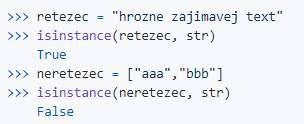 >>> retezec = "hrozne zajimavej text"
>>> isinstance(retezec, str)
True
>>> neretezec = ["aaa","bbb"]
>>> isinstance(neretezec, str)
False